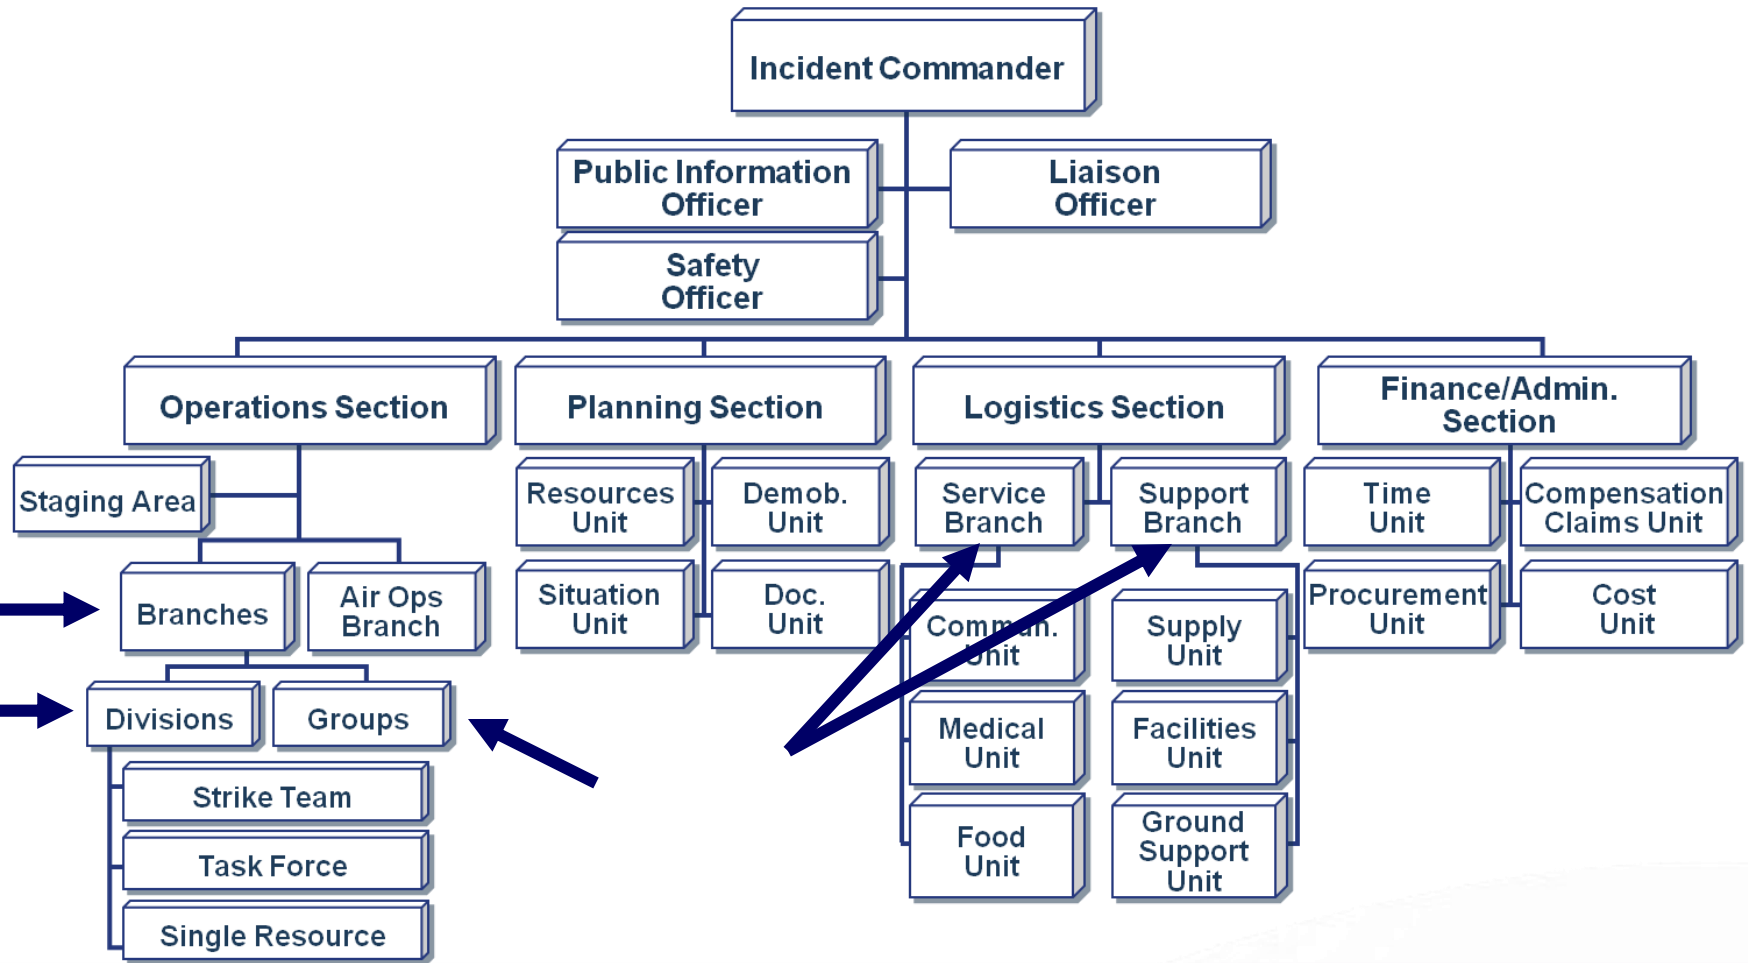 Incident Commander
Public Information
Officer
Liaison
Officer
Safety
Officer
Operations Section
Planning Section
Logistics Section
Finance/Admin.
Section
Staging Area
Resources
Unit
Demob.
Unit
Service
Branch
Support
Branch
Time
Unit
Compensation
Claims Unit
Branches
Air Ops
Branch
Situation
Unit
Doc.
Unit
Commun.
Unit
Supply
Unit
Procurement
Unit
Cost
Unit
Divisions
Groups
Medical
Unit
Facilities
Unit
Strike Team
Task Force
Single Resource
Food
Unit
Ground
Support
Unit